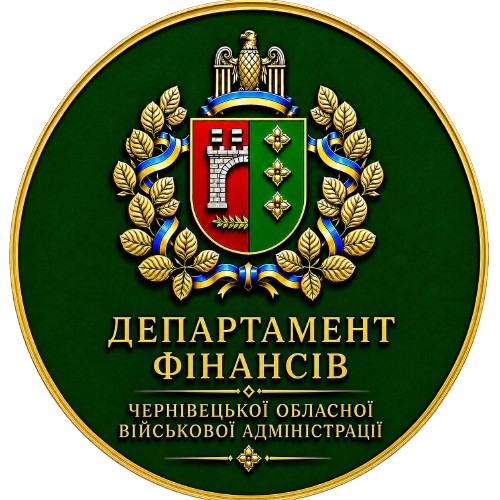 ДЕПАРТАМЕНТ
ФІНАНСІВ
ЧЕРНІВЕЦЬКОЇ ОБЛАСНОЇ
ВІЙСЬКОВОЇ АДМІНІСТРАЦІЇ